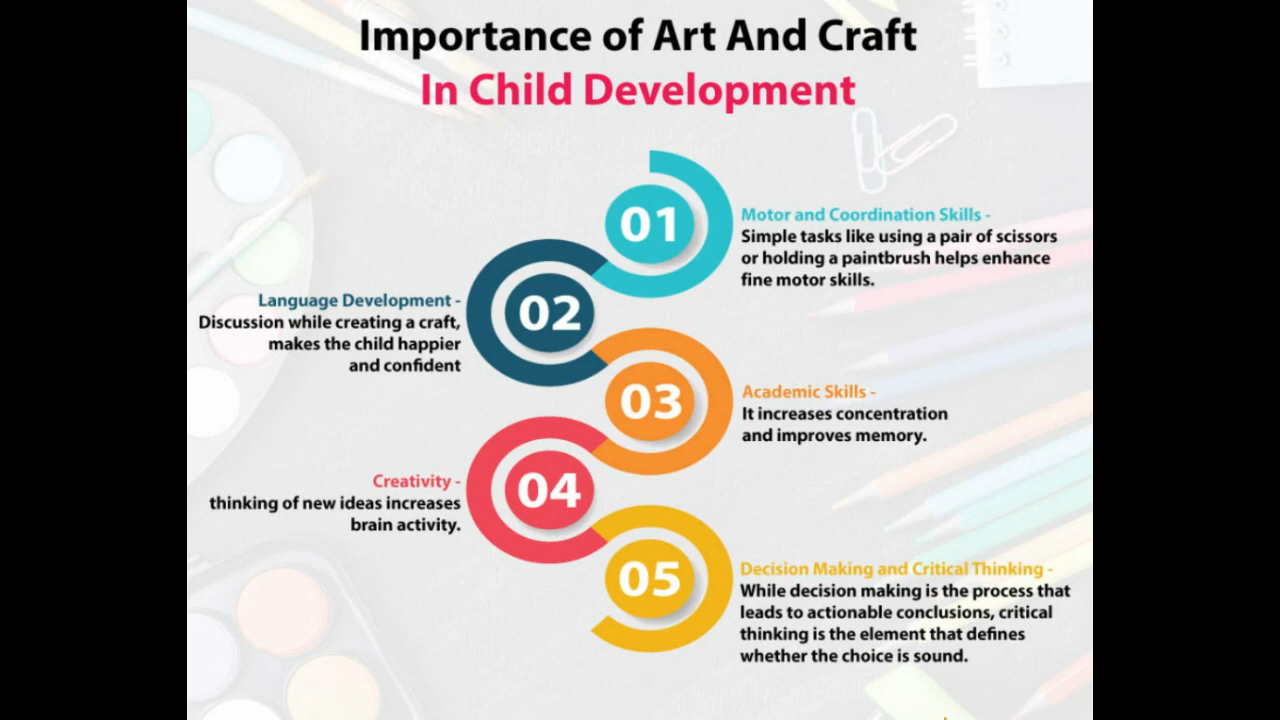 Importance of Art And Craft
In Child Development
01
Motor and Coordination Skills -
Simple tasks like using a pair of scissors
or holding a paintbrush helps enhance
fine motor skills.
02
Language Development -
Discussion while creating a craft,
makes the child happier
and confident
03
Academic Skills -
It increases concentration
and improves memory.
04
Creativity -
thinking of new ideas increases
brain activity.
05
Decision Making and Critical Thinking -
While decision making is the process that
leads to actionable conclusions, critical
thinking is the element that defines
whether the choice is sound.